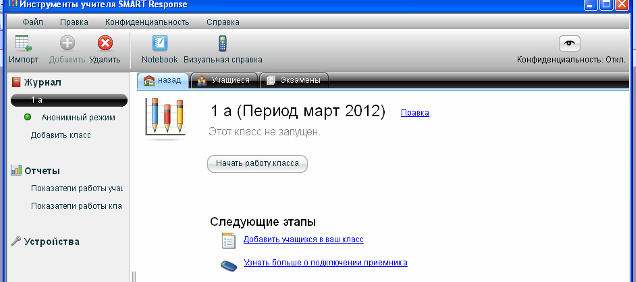 Инструменты учителя SMART Response
Файл Правка Конфиденциальность Справка
Импорт Добавить Удалить Notebook Визуальная справка Конфиденциальность: Откл.
Журнал
1 а
Анонимный режим
Добавить класс
Отчеты
Показатели работы учащ
Показатели работы кла
Устройства
назад Учащиеся Экзамены
1 а (Период март 2012) Правка
Этот класс не запущен.
Начать работу класса
Следующие этапы
Добавить учащихся в ваш класс
Узнать больше о подключении приемника